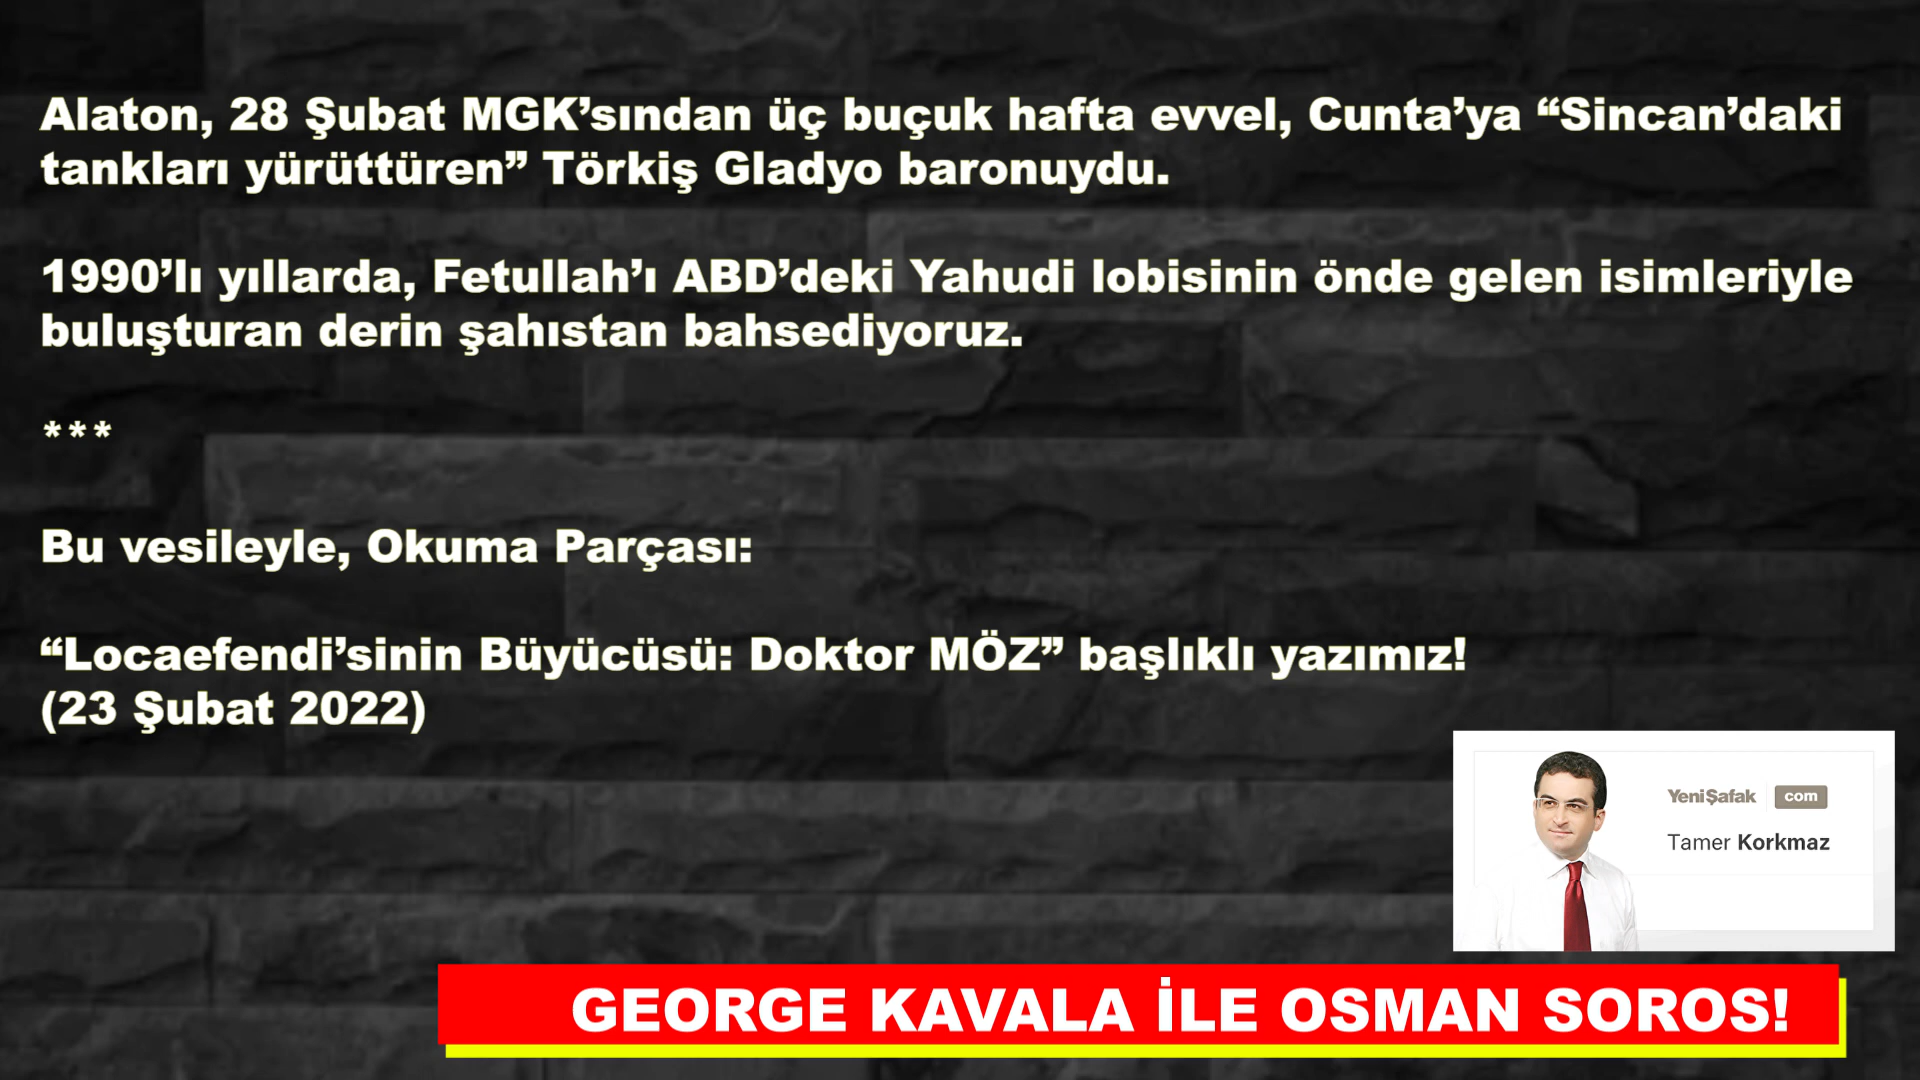 Alaton, 28 Şubat MGK’sından üç buçuk hafta evvel, Cunta’ya “Sincan’daki
tankları yürüttüren” Törkiş Gladyo baronuydu.
1990’lı yıllarda, Fetullah’ı ABD’deki Yahudi lobisinin önde gelen isimleriyle
buluşturan derin şahıstan bahsediyoruz.
***
Bu vesileyle, Okuma Parçası:
“Locaefendi’sinin Büyücüsü: Doktor MÖZ” başlıklı yazımız!
(23 Şubat 2022)
YeniŞafak com
Tamer Korkmaz
GEORGE KAVALA İLE OSMAN SOROS!